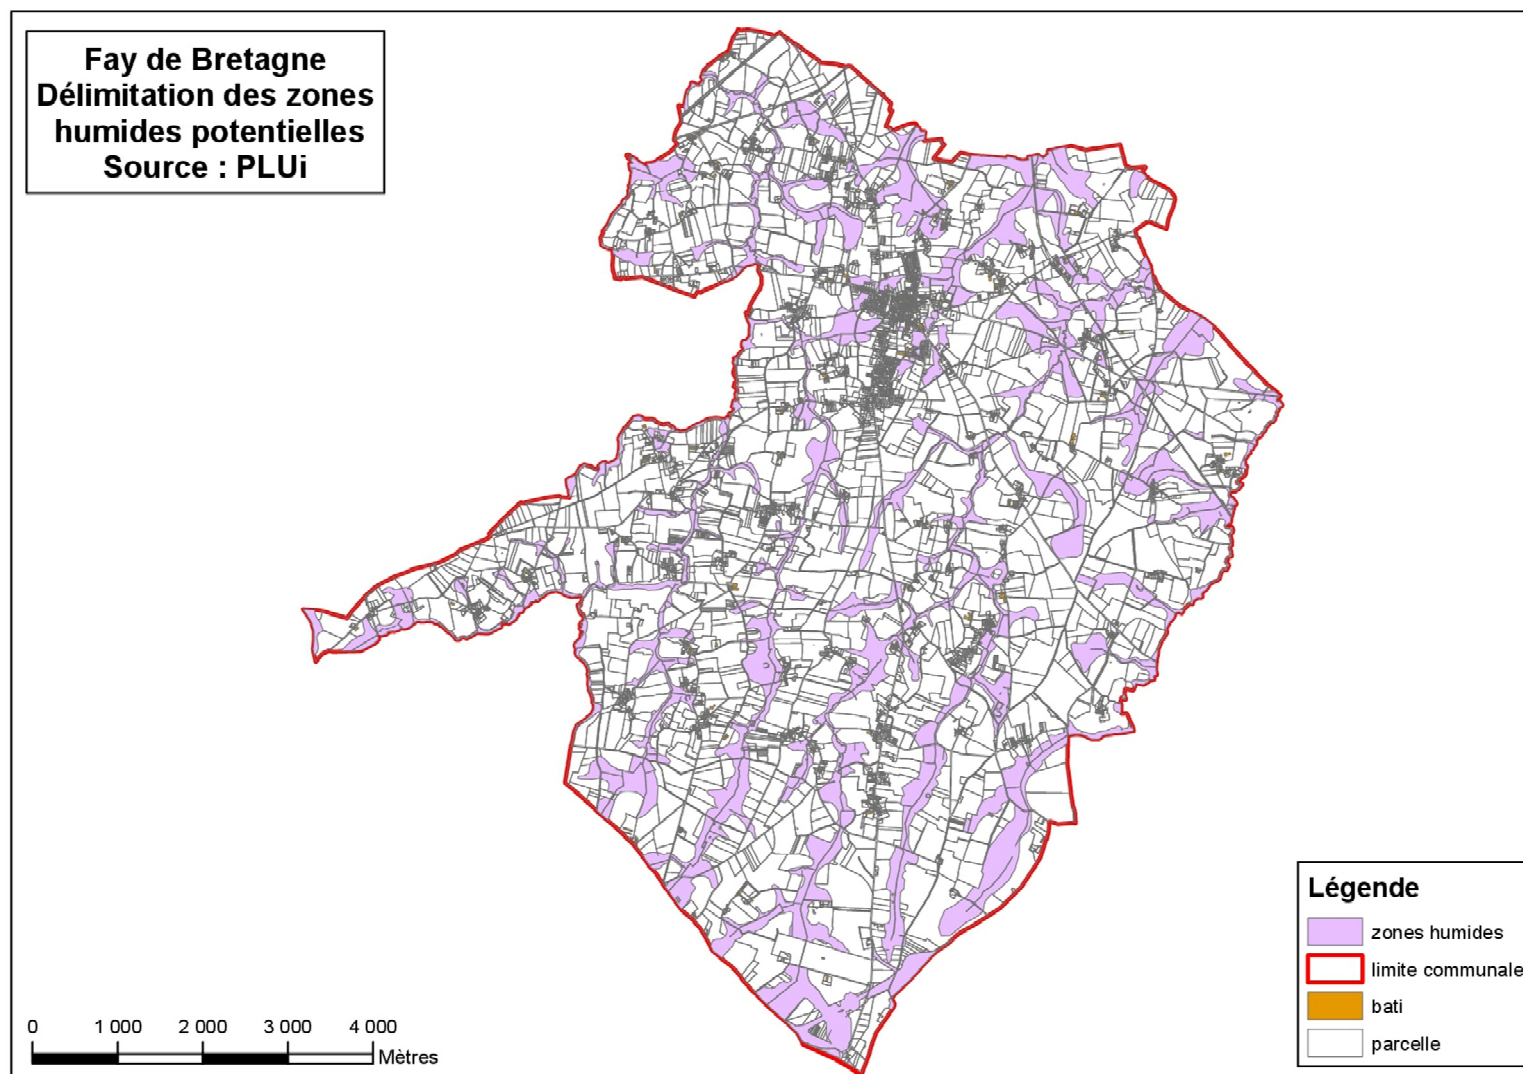 Fay de Bretagne
Délimitation des zones
humides potentielles
Source : PLUi
Légende
zones humides
limite communale
bati
parcelle
0 1 000 2 000 3 000 4 000
Mètres